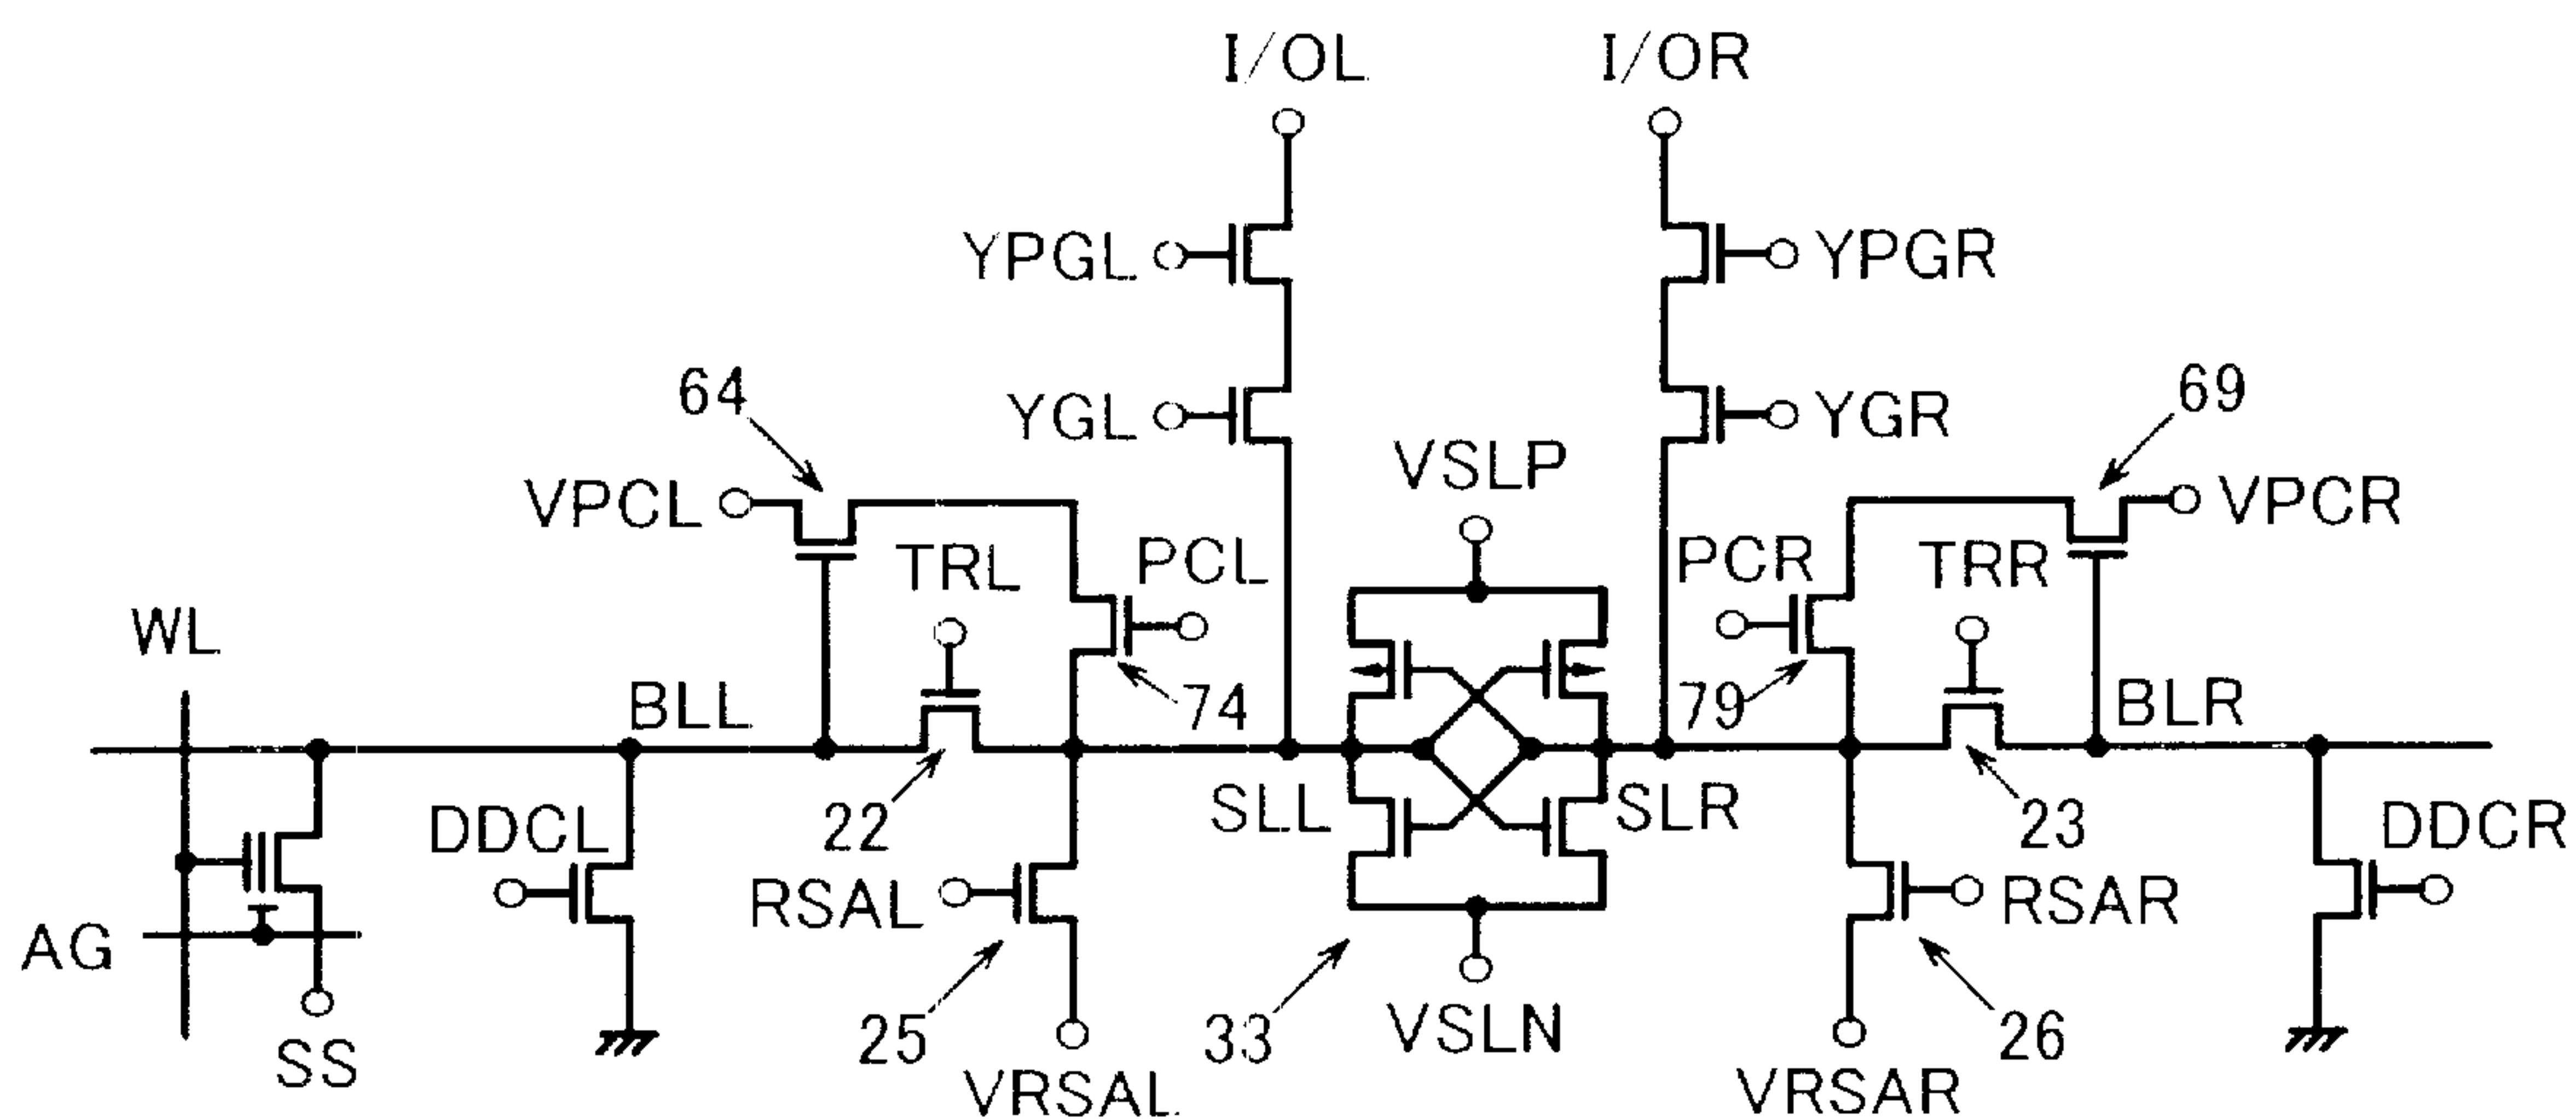 I/OL
I/OR
YPGL
YPGR
64
YGL
YGR
69
VSLP
VPCL
VPCR
TRL
PCL
PCR
TRR
WL
BLL
74
79
BLR
DDCL
22
SLL
SLR
23
DDCR
RSAL
RSAR
AG
25
33
VSLN
26
SS
VRSAL
VRSAR